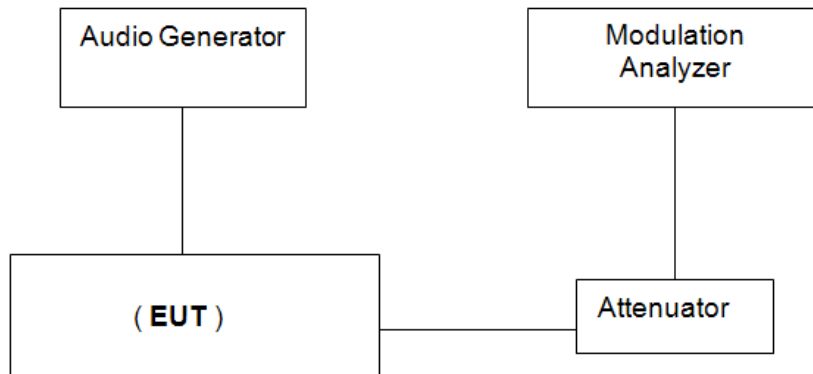 Audio Generator
Modulation
Analyzer
( EUT )
Attenuator